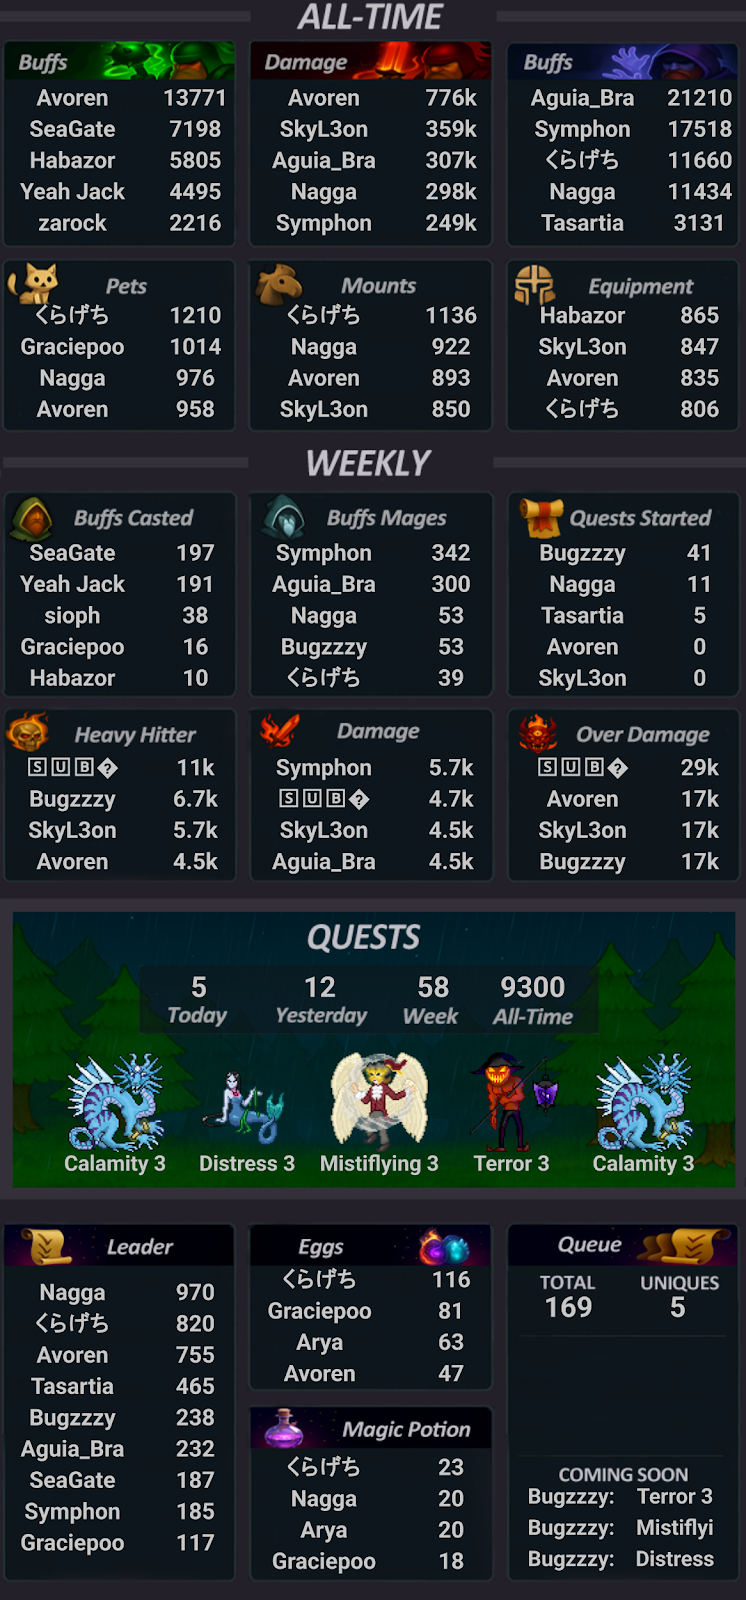 ALL-TIME
Buffs
Avoren 13771
SeaGate 7198
Habazor 5805
Yeah Jack 4495
zarock 2216
Damage
Avoren 776k
SkyL3on 359k
Aguia_Bra 307k
Nagga 298k
Symphon 249k
Buffs
Aguia_Bra 21210
Symphon 17518
くらげち 11660
Nagga 11434
Tasartia 3131
Pets
くらげち 1210
Graciepoo 1014
Nagga 976
Avoren 958
Mounts
くらげち 1136
Nagga 922
Avoren 893
SkyL3on 850
Equipment
Habazor 865
SkyL3on 847
Avoren 835
くらげち 806
WEEKLY
Buffs Casted
SeaGate 197
Yeah Jack 191
sioph 38
Graciepoo 16
Habazor 10
Buffs Mages
Symphon 342
Aguia_Bra 300
Nagga 53
Bugzzzy 53
くらげち 39
Quests Started
Bugzzzy 41
Nagga 11
Tasartia 5
Avoren 0
SkyL3on 0
Heavy Hitter
🅂🅄🄱� 11k
Bugzzzy 6.7k
SkyL3on 5.7k
Avoren 4.5k
Damage
Symphon 5.7k
🅂🅄🄱� 4.7k
SkyL3on 4.5k
Aguia_Bra 4.5k
Over Damage
🅂🅄🄱� 29k
Avoren 17k
SkyL3on 17k
Bugzzzy 17k
QUESTS
5 12 58 9300
Today Yesterday Week All-Time
Calamity 3 Distress 3 Mistiflying 3 Terror 3 Calamity 3
Leader
Nagga 970
くらげち 820
Avoren 755
Tasartia 465
Bugzzzy 238
Aguia_Bra 232
SeaGate 187
Symphon 185
Graciepoo 117
Eggs
くらげち 116
Graciepoo 81
Arya 63
Avoren 47
Magic Potion
くらげち 23
Nagga 20
Arya 20
Graciepoo 18
Queue
TOTAL UNIQUES
169 5
COMING SOON
Bugzzzy: Terror 3
Bugzzzy: Mistiflyi
Bugzzzy: Distress